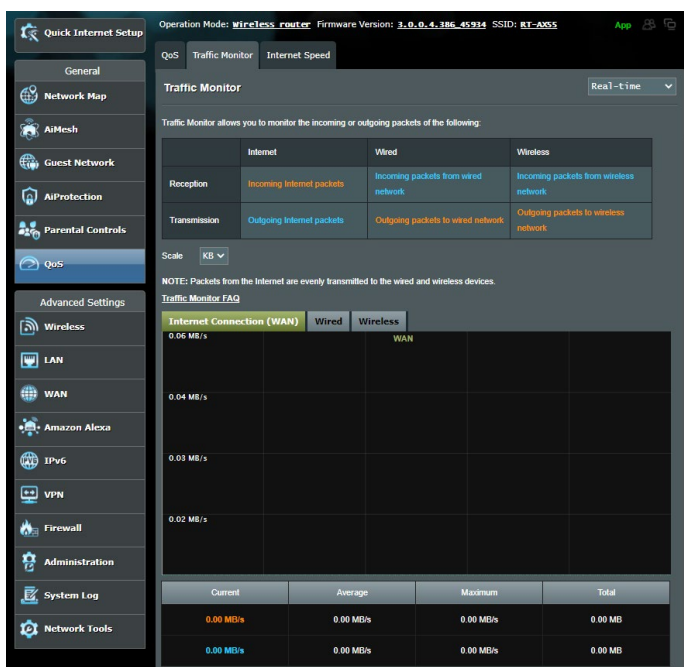 Quick Internet Setup
General
Network Map
AiMesh
Guest Network
AiProtection
Parental Controls
QoS
Advanced Settings
Wireless
LAN
WAN
Amazon Alexa
IPv6
VPN
Firewall
Administration
System Log
Network Tools
Operation Mode: Wireless router Firmware Version: 3.0.0.4.386_45934 SSID: RT-AX55 App
QoS Traffic Monitor Internet Speed
Traffic Monitor Real-time
Traffic Monitor allows you to monitor the incoming or outgoing packets of the following:
Internet Wired Wireless
Reception Incoming Internet packets Incoming packets from wired network Incoming packets from wireless network
Transmission Outgoing Internet packets Outgoing packets to wired network Outgoing packets to wireless network
Scale KB
NOTE: Packets from the Internet are evenly transmitted to the wired and wireless devices.
Traffic Monitor FAQ
Internet Connection (WAN) Wired Wireless
0.06 MB/s WAN
0.04 MB/s
0.03 MB/s
0.02 MB/s
Current Average Maximum Total
0.00 MB/s 0.00 MB/s 0.00 MB/s 0.00 MB
0.00 MB/s 0.00 MB/s 0.00 MB/s 0.00 MB